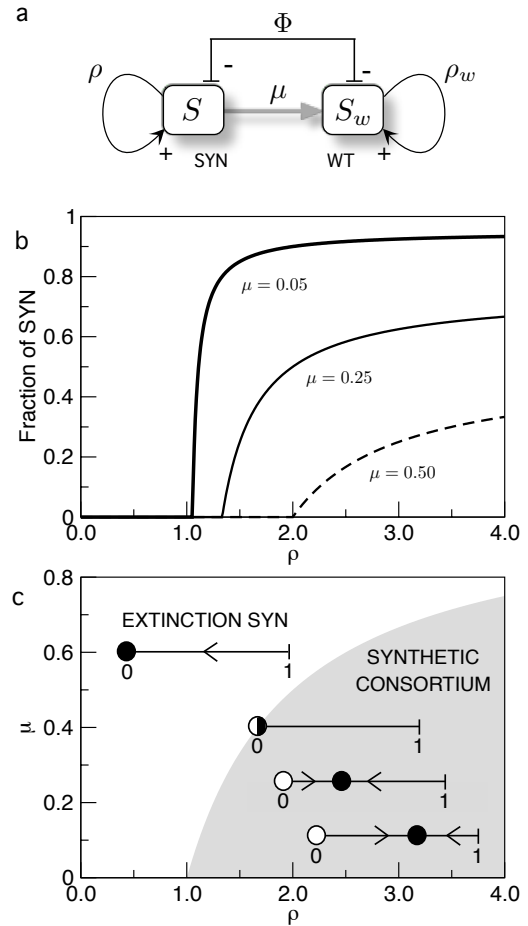 a
Φ
- -
ρ S μ S_w ρ_w
+ SYN WT +
b
1
0.8
0.6
0.4
0.2
0
Fraction of SYN
μ = 0.05
μ = 0.25
μ = 0.50
0.0 1.0 2.0 3.0 4.0
ρ
c
0.8
0.6
0.4
0.2
0
μ
EXTINCTION SYN
0 1
SYNTHETIC
CONSORTIUM
0 1
0 1
0 1
0.0 1.0 2.0 3.0 4.0
ρ